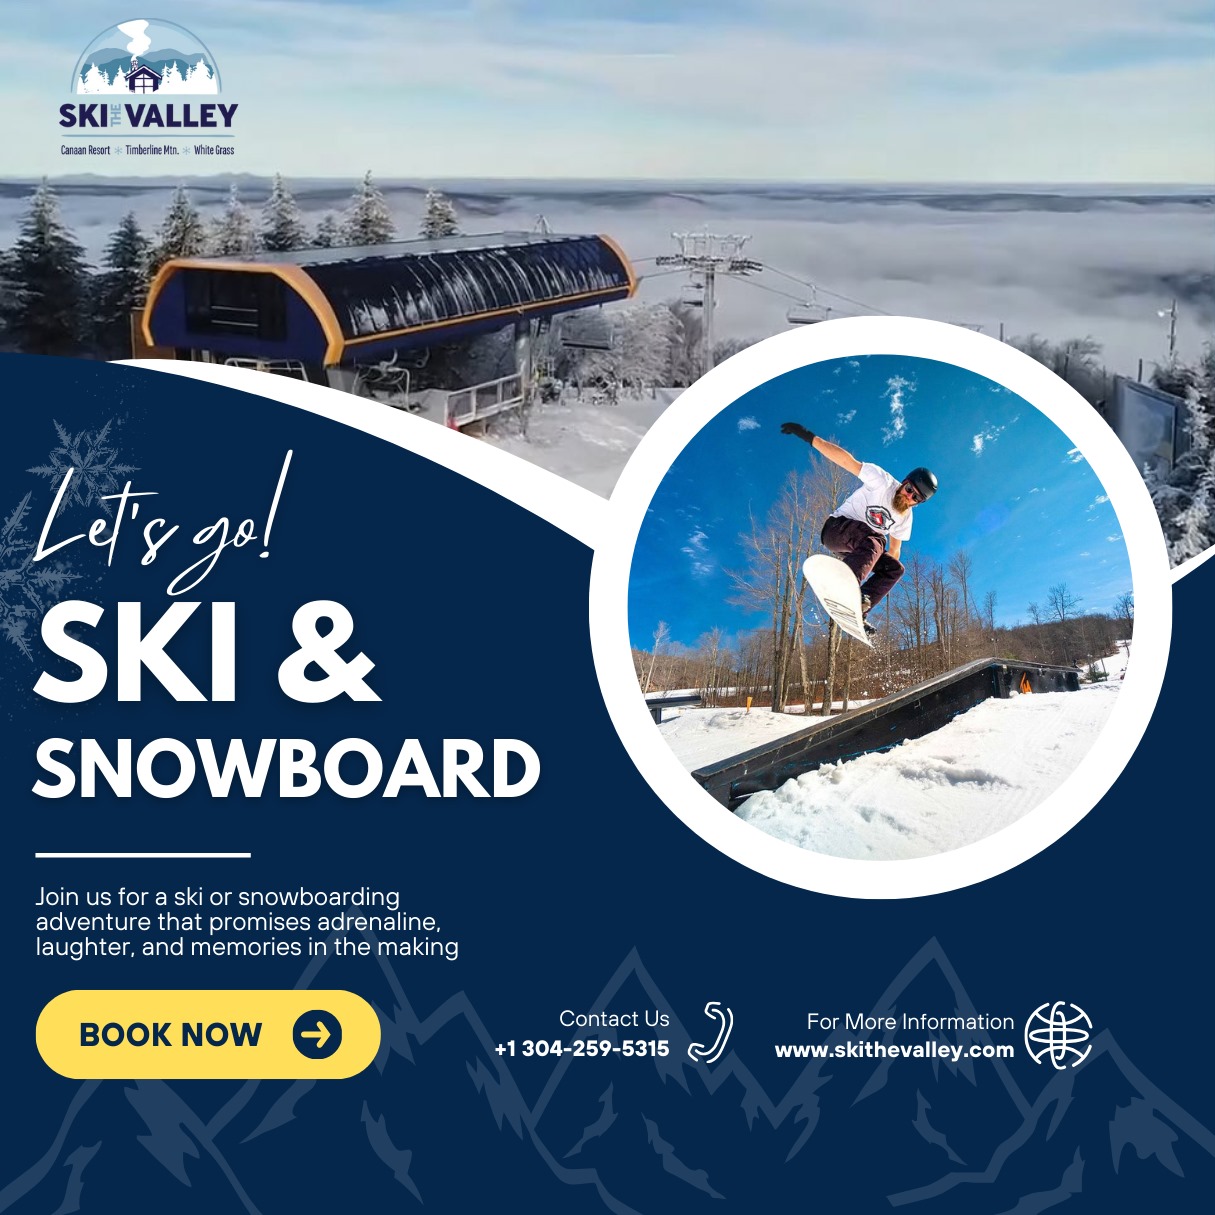 SKI THE VALLEY
Canaan Resort * Timberline Mtn. * White Grass
Let's go!
SKI &
SNOWBOARD
Join us for a ski or snowboarding
adventure that promises adrenaline,
laughter, and memories in the making
BOOK NOW
Contact Us
+1 304-259-5315
For More Information
www.skithevalley.com